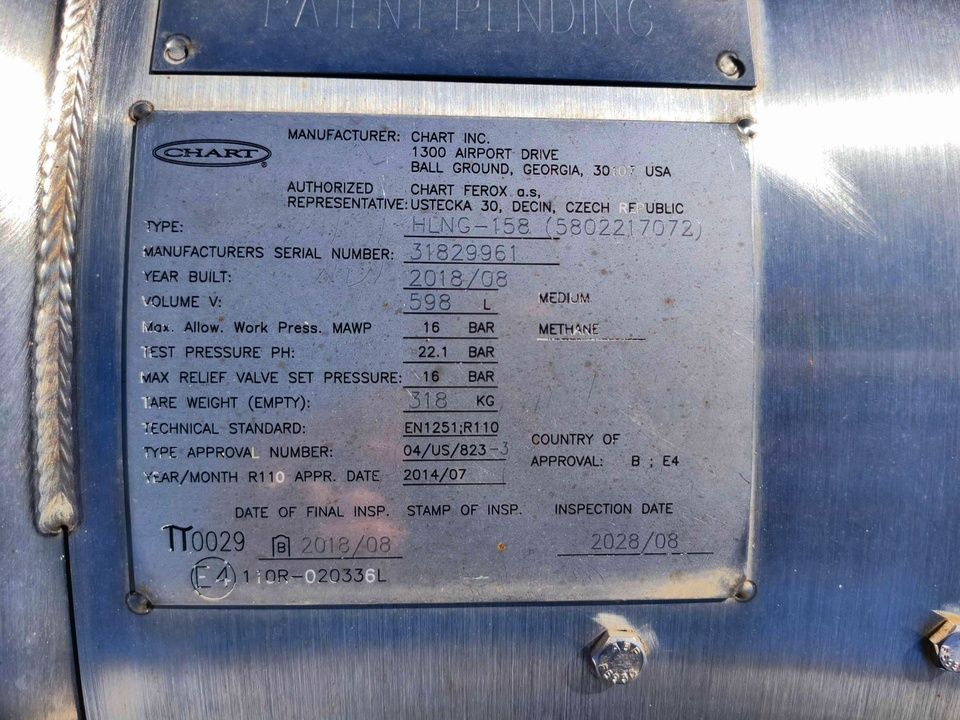 PATENT PENDING
CHART
MANUFACTURER: CHART INC.
1300 AIRPORT DRIVE
BALL GROUND, GEORGIA, 30107 USA
AUTHORIZED CHART FEROX a.s,
REPRESENTATIVE: USTECKA 30, DECIN, CZECH REPUBLIC
TYPE: HLNG-158 (5802217072)
MANUFACTURERS SERIAL NUMBER: 31829961
YEAR BUILT: 2018/08
VOLUME V: 598 L MEDIUM
Max. Allow. Work Press. MAWP 16 BAR METHANE
TEST PRESSURE PH: 22.1 BAR
MAX RELIEF VALVE SET PRESSURE: 16 BAR
TARE WEIGHT (EMPTY): 318 KG
TECHNICAL STANDARD: EN1251;R110
COUNTRY OF
TYPE APPROVAL NUMBER: 04/US/823-3
APPROVAL: B ; E4
YEAR/MONTH R110 APPR. DATE 2014/07
DATE OF FINAL INSP. STAMP OF INSP. INSPECTION DATE
π0029 B 2018/08 2028/08
E4 110R-020336L